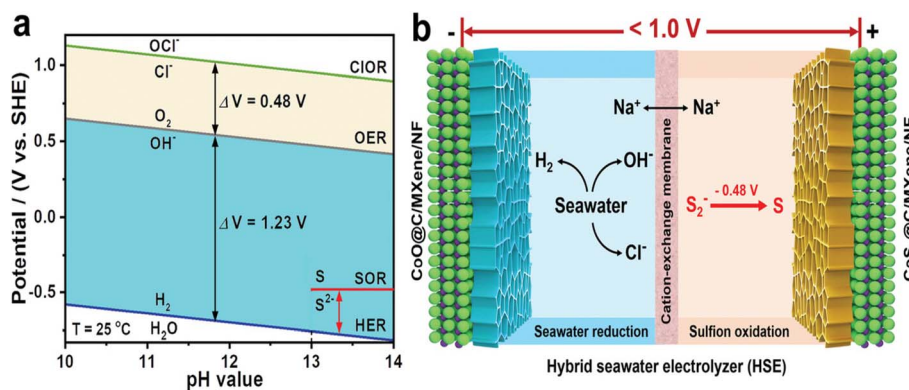 a
Potential / (V vs. SHE)
1.0
0.5
0.0
-0.5
OCl⁻
Cl⁻
ClOR
ΔV = 0.48 V
O₂
OH⁻
OER
ΔV = 1.23 V
S
SOR
S²⁻
H₂
HER
T = 25 °C
H₂O
10
11
12
13
14
pH value
b
-
< 1.0 V
+
CoO@C/MXene/NF
Na⁺
Na⁺
H₂
OH⁻
Seawater
Cl⁻
Cation-exchange membrane
- 0.48 V
S₂⁻
S
@C/MXene/NF
Seawater reduction
Sulfion oxidation
Hybrid seawater electrolyzer (HSE)